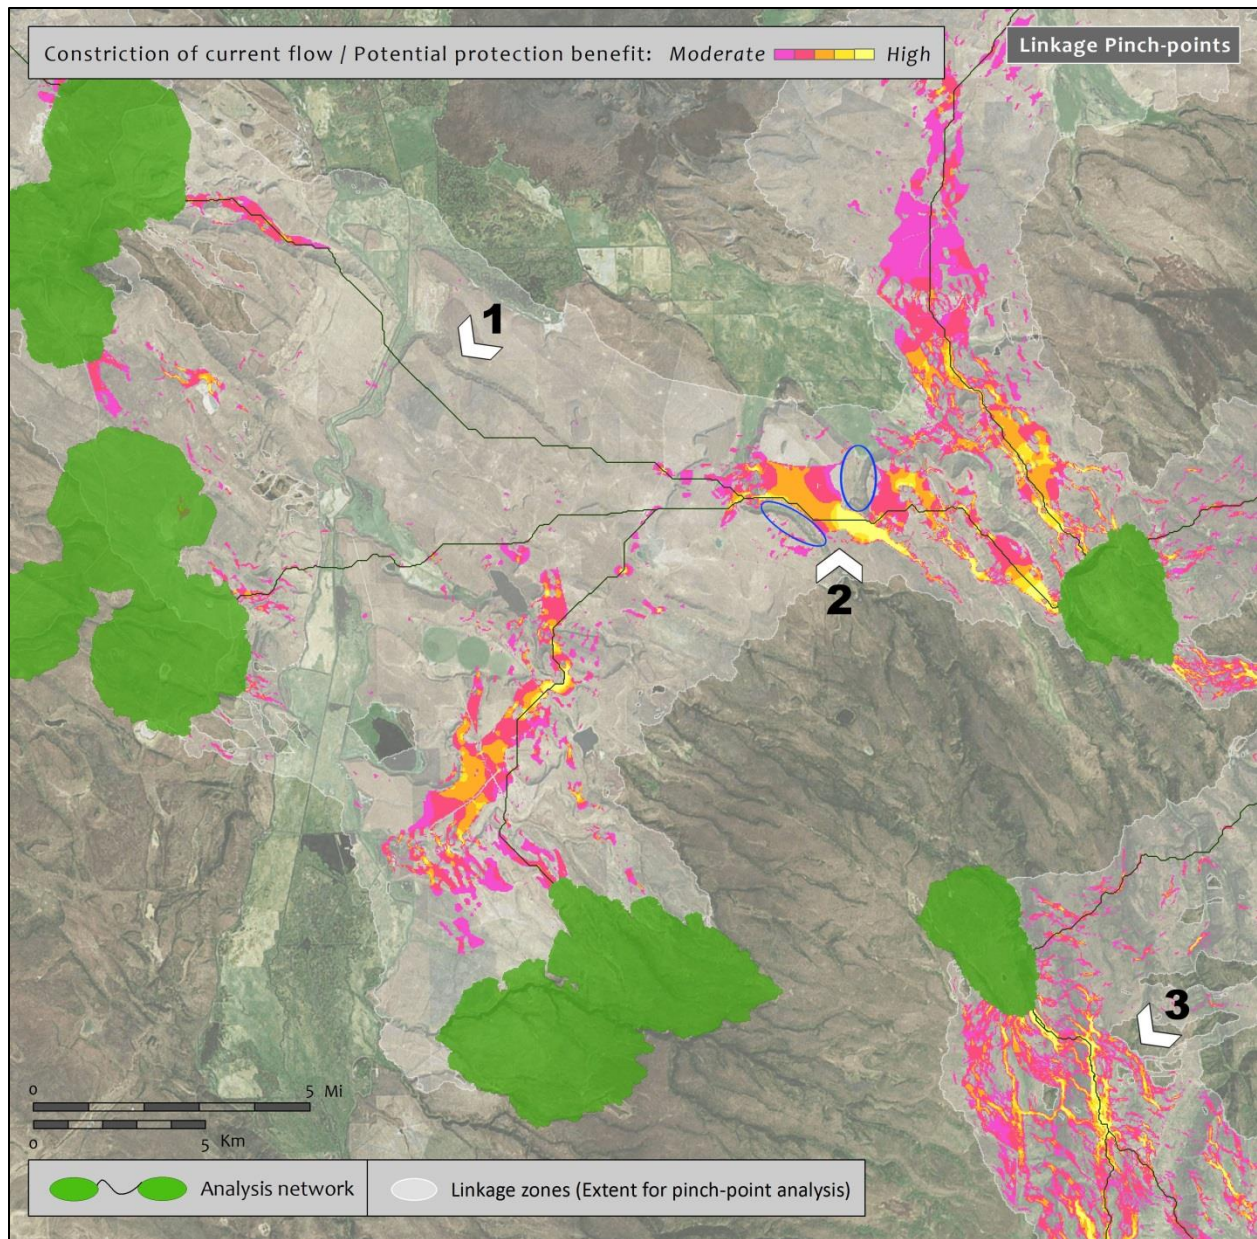 Constriction of current flow / Potential protection benefit: Moderate High
Linkage Pinch-points
1
2
3
0 5 Mi
0 5 Km
Analysis network
Linkage zones (Extent for pinch-point analysis)